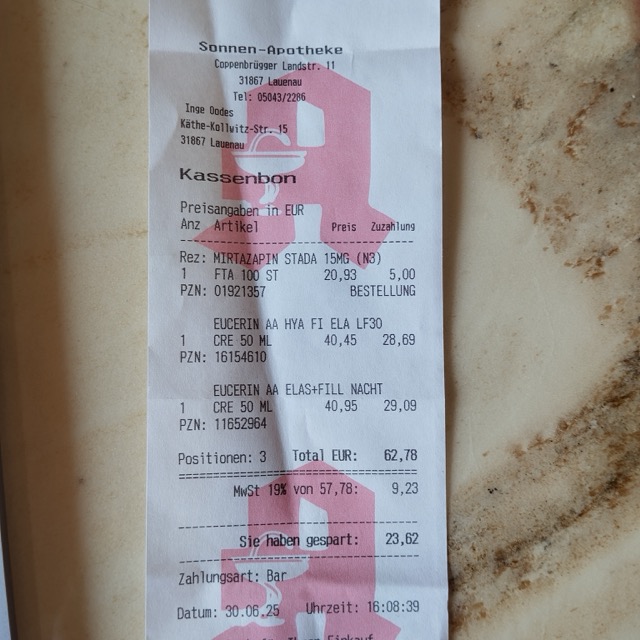 Sonnen-Apotheke
Coppenbrügger Landstr. 11
31867 Lauenau
Tel: 05043/2286
Inge Dodes
Käthe-Kollwitz-Str. 15
31867 Lauenau
Kassenbon
Preisangaben in EUR
Anz Artikel Preis Zuzahlung
Rez: MIRTAZAPIN STADA 15MG (N3)
1 FTA 100 ST 20,93 5,00
PZN: 01921357 BESTELLUNG
EUCERIN AA HYA FI ELA LF30
1 CRE 50 ML 40,45 28,69
PZN: 16154610
EUCERIN AA ELAS+FILL NACHT
1 CRE 50 ML 40,95 29,09
PZN: 11652964
Positionen: 3 Total EUR: 62,78
MwSt 19% von 57,78: 9,23
Sie haben gespart: 23,62
Zahlungsart: Bar
Datum: 30.06.25 Uhrzeit: 16:08:39
Ihren Einkauf